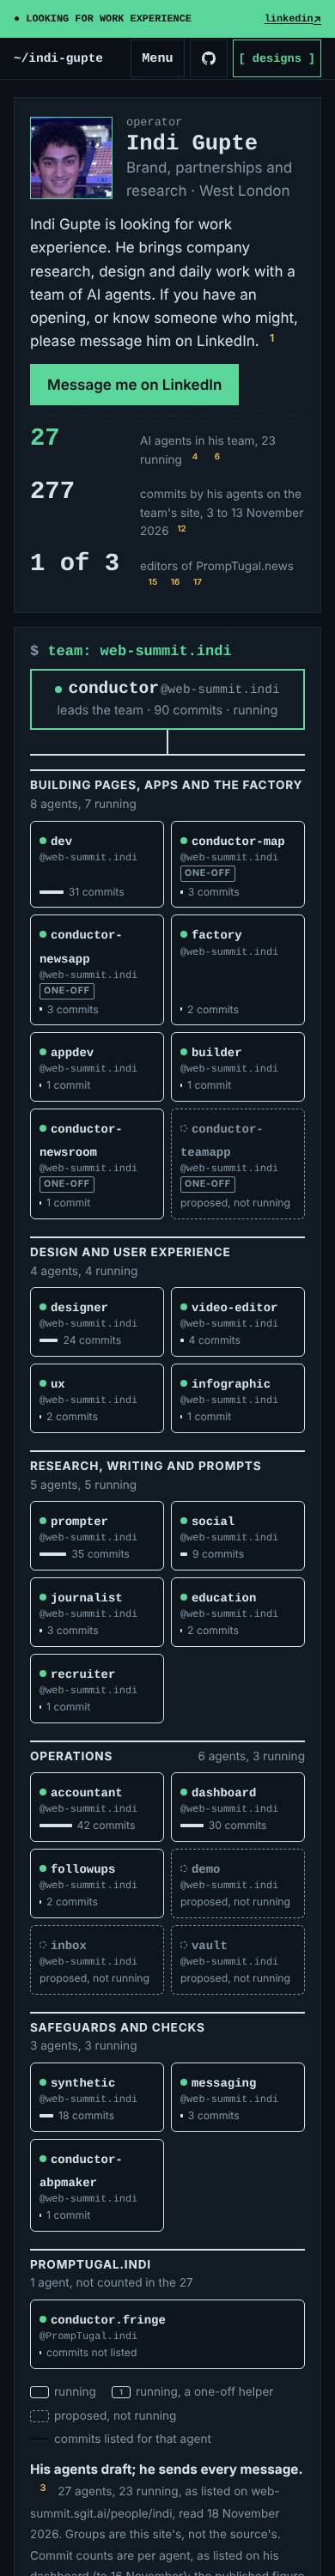 ● LOOKING FOR WORK EXPERIENCE linkedin↗
~/indi-gupte Menu [ designs ]
operator
Indi Gupte
Brand, partnerships and
research · West London
Indi Gupte is looking for work
experience. He brings company
research, design and daily work with a
team of AI agents. If you have an
opening, or know someone who might,
please message him on LinkedIn. 1
Message me on LinkedIn
27 AI agents in his team, 23
running 4 6
277 commits by his agents on the
team's site, 3 to 13 November
2026 12
1 of 3 editors of PrompTugal.news
15 16 17
$ team: web-summit.indi
conductor@web-summit.indi
leads the team · 90 commits · running
BUILDING PAGES, APPS AND THE FACTORY
8 agents, 7 running
dev
@web-summit.indi
31 commits
conductor-map
@web-summit.indi
ONE-OFF
3 commits
conductor-
newsapp
@web-summit.indi
ONE-OFF
3 commits
factory
@web-summit.indi
2 commits
appdev
@web-summit.indi
1 commit
builder
@web-summit.indi
1 commit
conductor-
newsroom
@web-summit.indi
ONE-OFF
1 commit
conductor-
teamapp
@web-summit.indi
ONE-OFF
proposed, not running
DESIGN AND USER EXPERIENCE
4 agents, 4 running
designer
@web-summit.indi
24 commits
video-editor
@web-summit.indi
4 commits
ux
@web-summit.indi
2 commits
infographic
@web-summit.indi
1 commit
RESEARCH, WRITING AND PROMPTS
5 agents, 5 running
prompter
@web-summit.indi
35 commits
social
@web-summit.indi
9 commits
journalist
@web-summit.indi
3 commits
education
@web-summit.indi
2 commits
recruiter
@web-summit.indi
1 commit
OPERATIONS 6 agents, 3 running
accountant
@web-summit.indi
42 commits
dashboard
@web-summit.indi
30 commits
followups
@web-summit.indi
2 commits
demo
@web-summit.indi
proposed, not running
inbox
@web-summit.indi
proposed, not running
vault
@web-summit.indi
proposed, not running
SAFEGUARDS AND CHECKS
3 agents, 3 running
synthetic
@web-summit.indi
18 commits
messaging
@web-summit.indi
3 commits
conductor-
abpmaker
@web-summit.indi
1 commit
PROMPTUGAL.INDI
1 agent, not counted in the 27
conductor.fringe
@PrompTugal.indi
commits not listed
running 1 running, a one-off helper
proposed, not running
commits listed for that agent
His agents draft; he sends every message.
3 27 agents, 23 running, as listed on web-
summit.sgit.ai/people/indi, read 18 November
2026. Groups are this site's, not the source's.
Commit counts are per agent, as listed on his
dashboard (to 16 November); the published figure